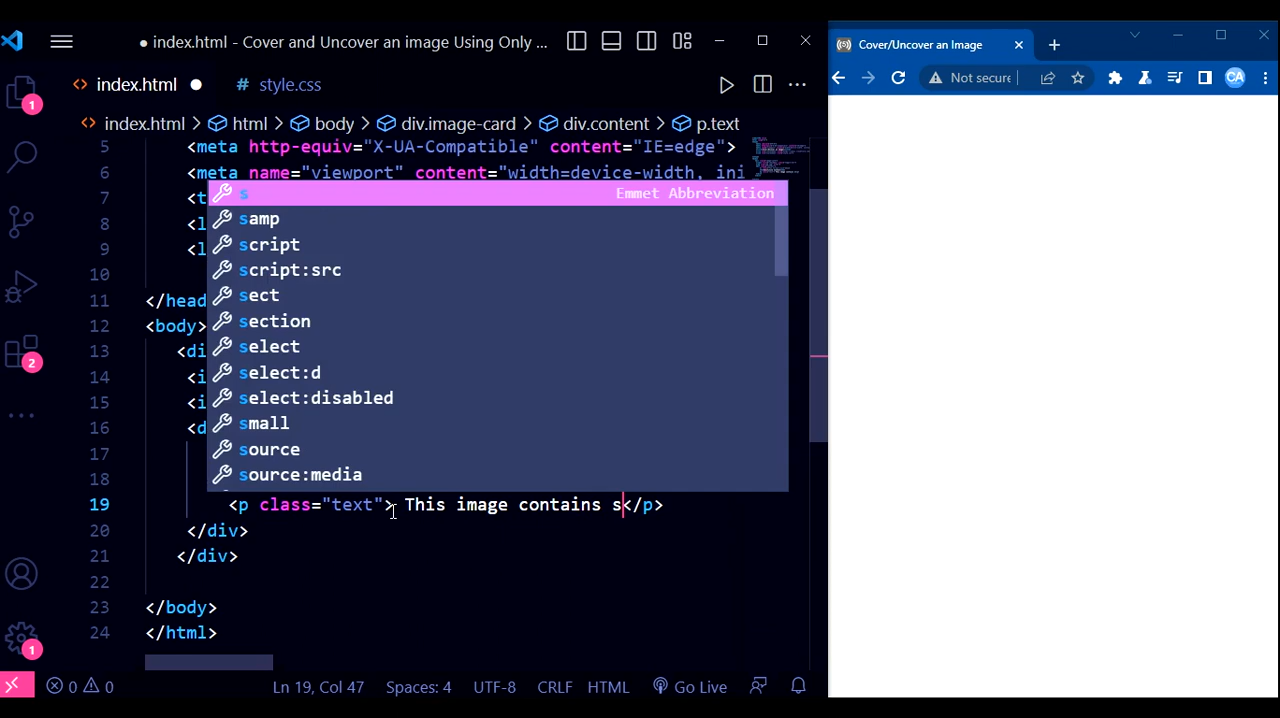 ● index.html - Cover and Uncover an image Using Only ...
<> index.html ●
# style.css
<> index.html > html > body > div.image-card > div.content > p.text
5 <meta http-equiv="X-UA-Compatible" content="IE=edge">
6 <meta name="viewport" content="width=device-width, ini
7 <t
8 <l
9 <l
10
11 </head
12 <body>
13 <di
14 <i
15 <i
16 <d
17
18
19 <p class="text"> This image contains s</p>
20 </div>
21 </div>
22
23 </body>
24 </html>
s Emmet Abbreviation
samp
script
script:src
sect
section
select
select:d
select:disabled
small
source
source:media
1
2
1
0 0 Ln 19, Col 47 Spaces: 4 UTF-8 CRLF HTML Go Live
Cover/Uncover an Image
Not secure
CA